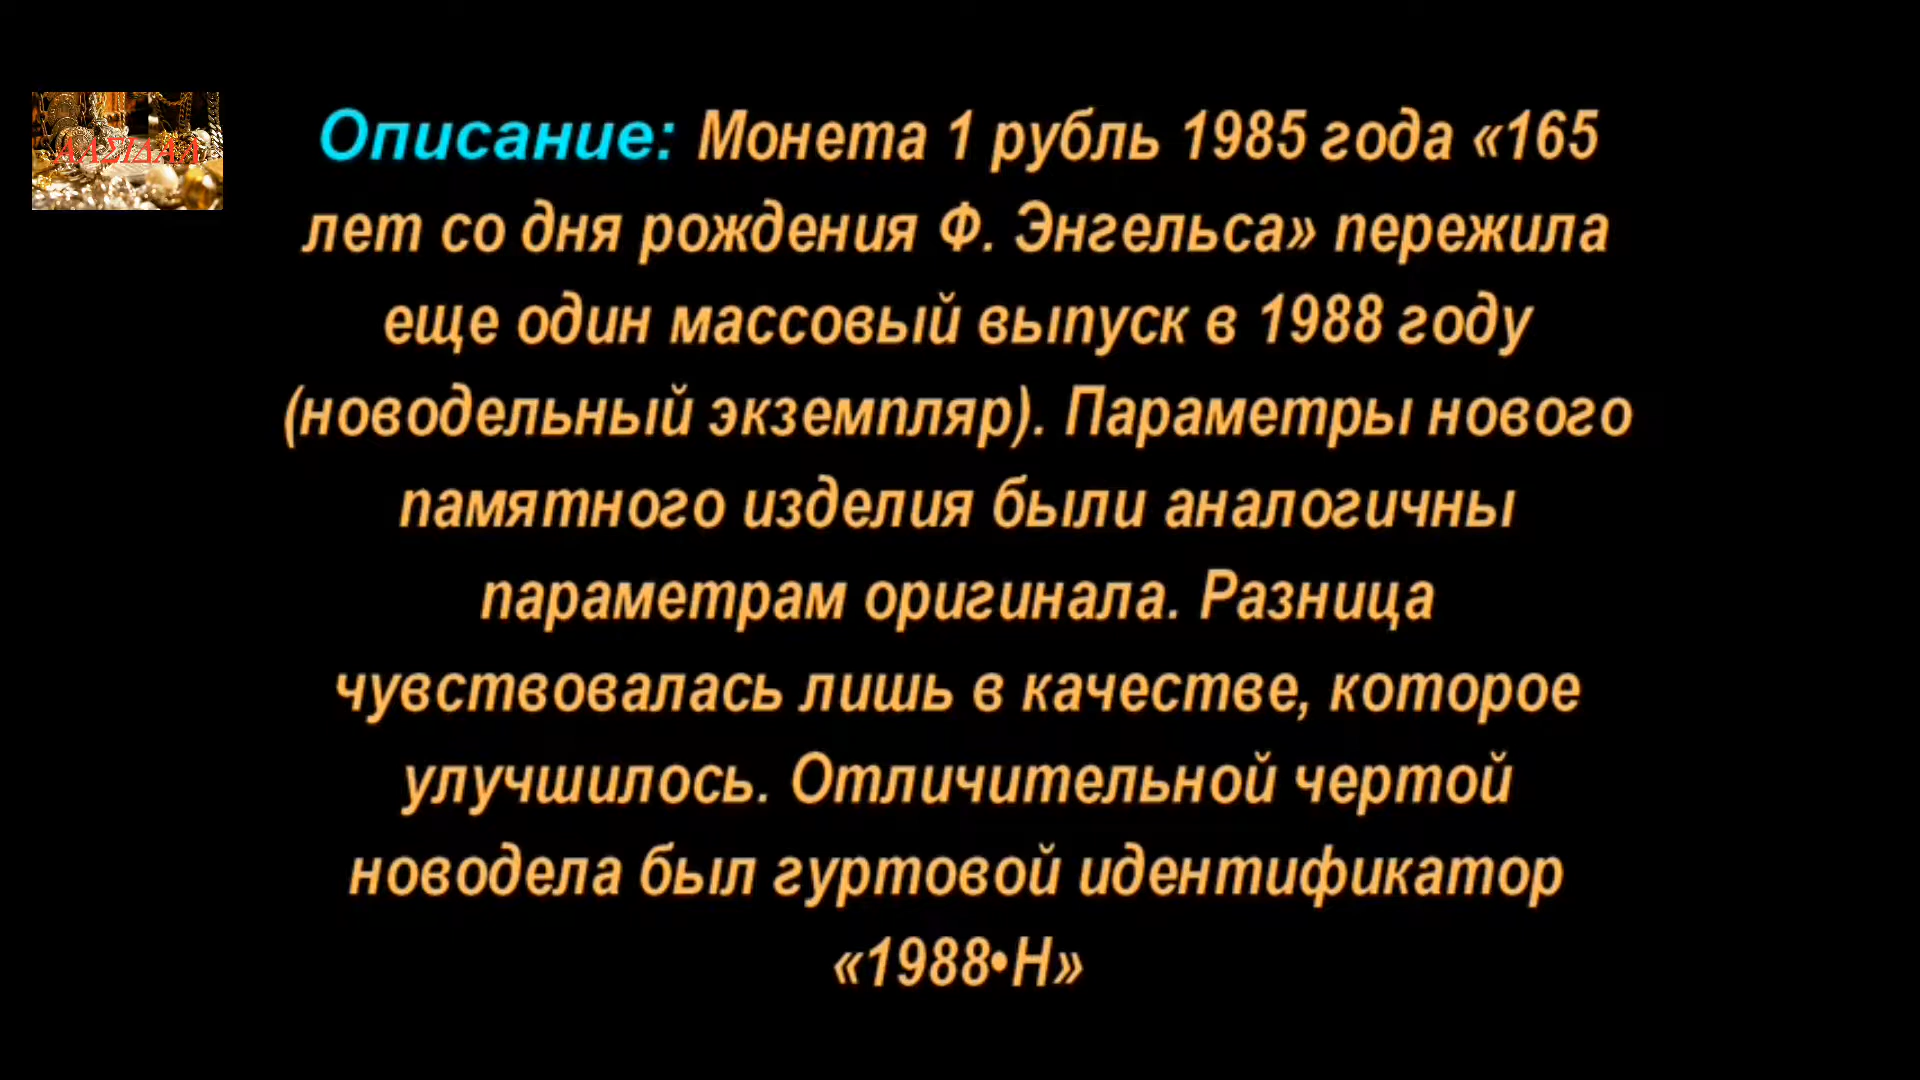 Описание: Монета 1 рубль 1985 года «165
лет со дня рождения Ф. Энгельса» пережила
еще один массовый выпуск в 1988 году
(новодельный экземпляр). Параметры нового
памятного изделия были аналогичны
параметрам оригинала. Разница
чувствовалась лишь в качестве, которое
улучшилось. Отличительной чертой
новодела был гуртовой идентификатор
«1988•Н»